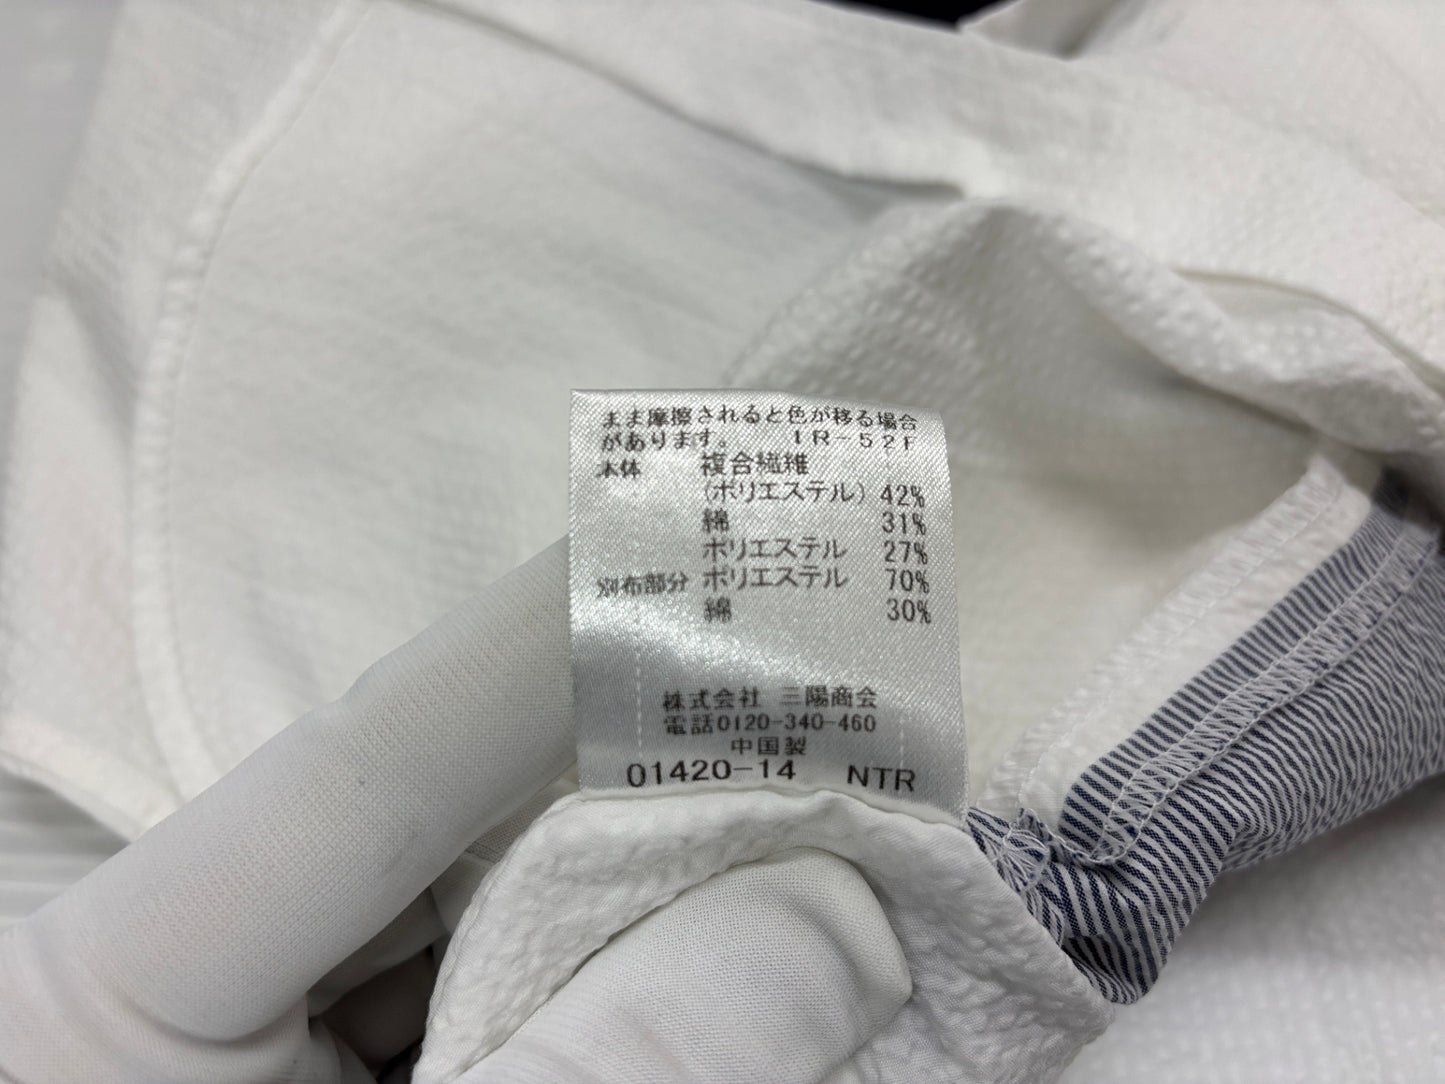 まま摩擦されると色が移る場合
があります。 IR-52F
本体 複合繊維
(ポリエステル) 42%
綿 31%
ポリエステル 27%
別布部分 ポリエステル 70%
綿 30%
株式会社 三陽商会
電話0120-340-460
中国製
01420-14 NTR